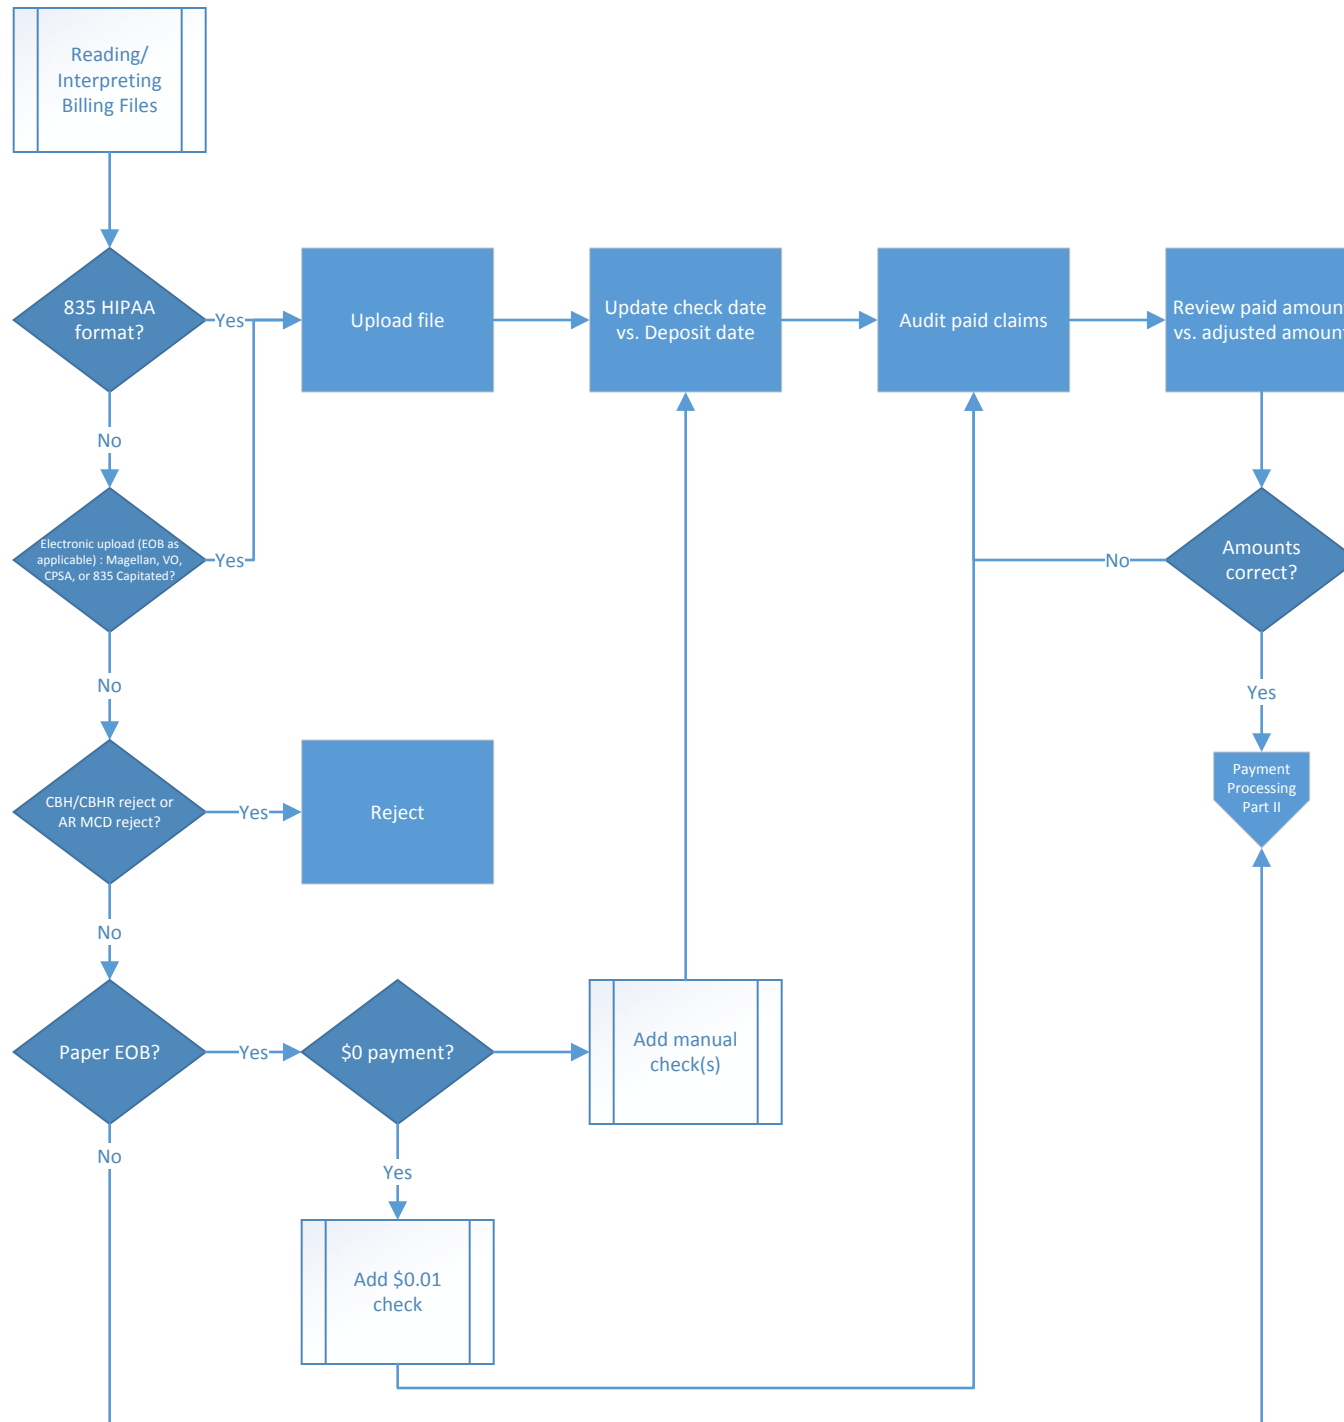 Reading/
Interpreting
Billing Files
835 HIPAA
format?
Yes
Upload file
Update check date
vs. Deposit date
Audit paid claims
Review paid amount
vs. adjusted amount
No
Electronic upload (EOB as
applicable) : Magellan, VO,
CPSA, or 835 Capitated?
Yes
No
Amounts
correct?
No
Yes
CBH/CBHR reject or
AR MCD reject?
Yes
Reject
Payment
Processing
Part II
No
Paper EOB?
Yes
$0 payment?
Add manual
check(s)
No
Yes
Add $0.01
check